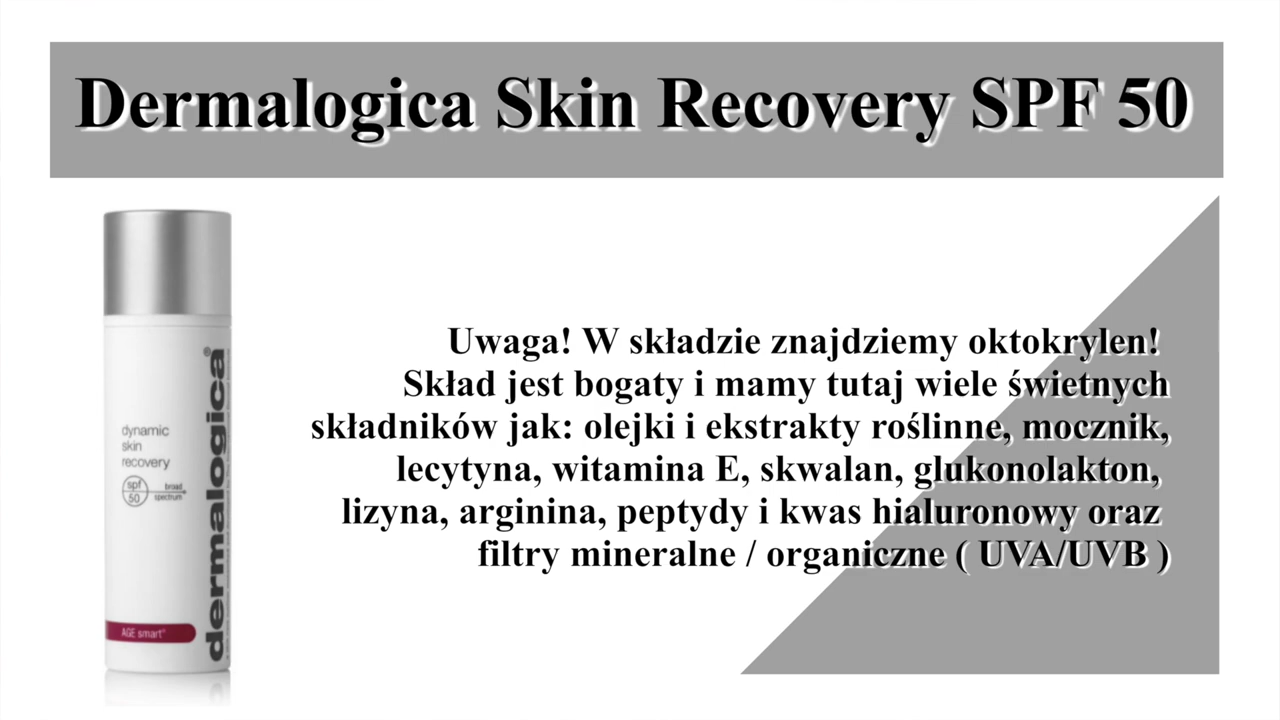 Dermalogica Skin Recovery SPF 50
dermalogica®
dynamic
skin
recovery
spf
50
broad
spectrum
AGE smart®
Uwaga! W składzie znajdziemy oktokrylen!
Skład jest bogaty i mamy tutaj wiele świetnych
składników jak: olejki i ekstrakty roślinne, mocznik,
lecytyna, witamina E, skwalan, glukonolakton,
lizyna, arginina, peptydy i kwas hialuronowy oraz
filtry mineralne / organiczne ( UVA/UVB )